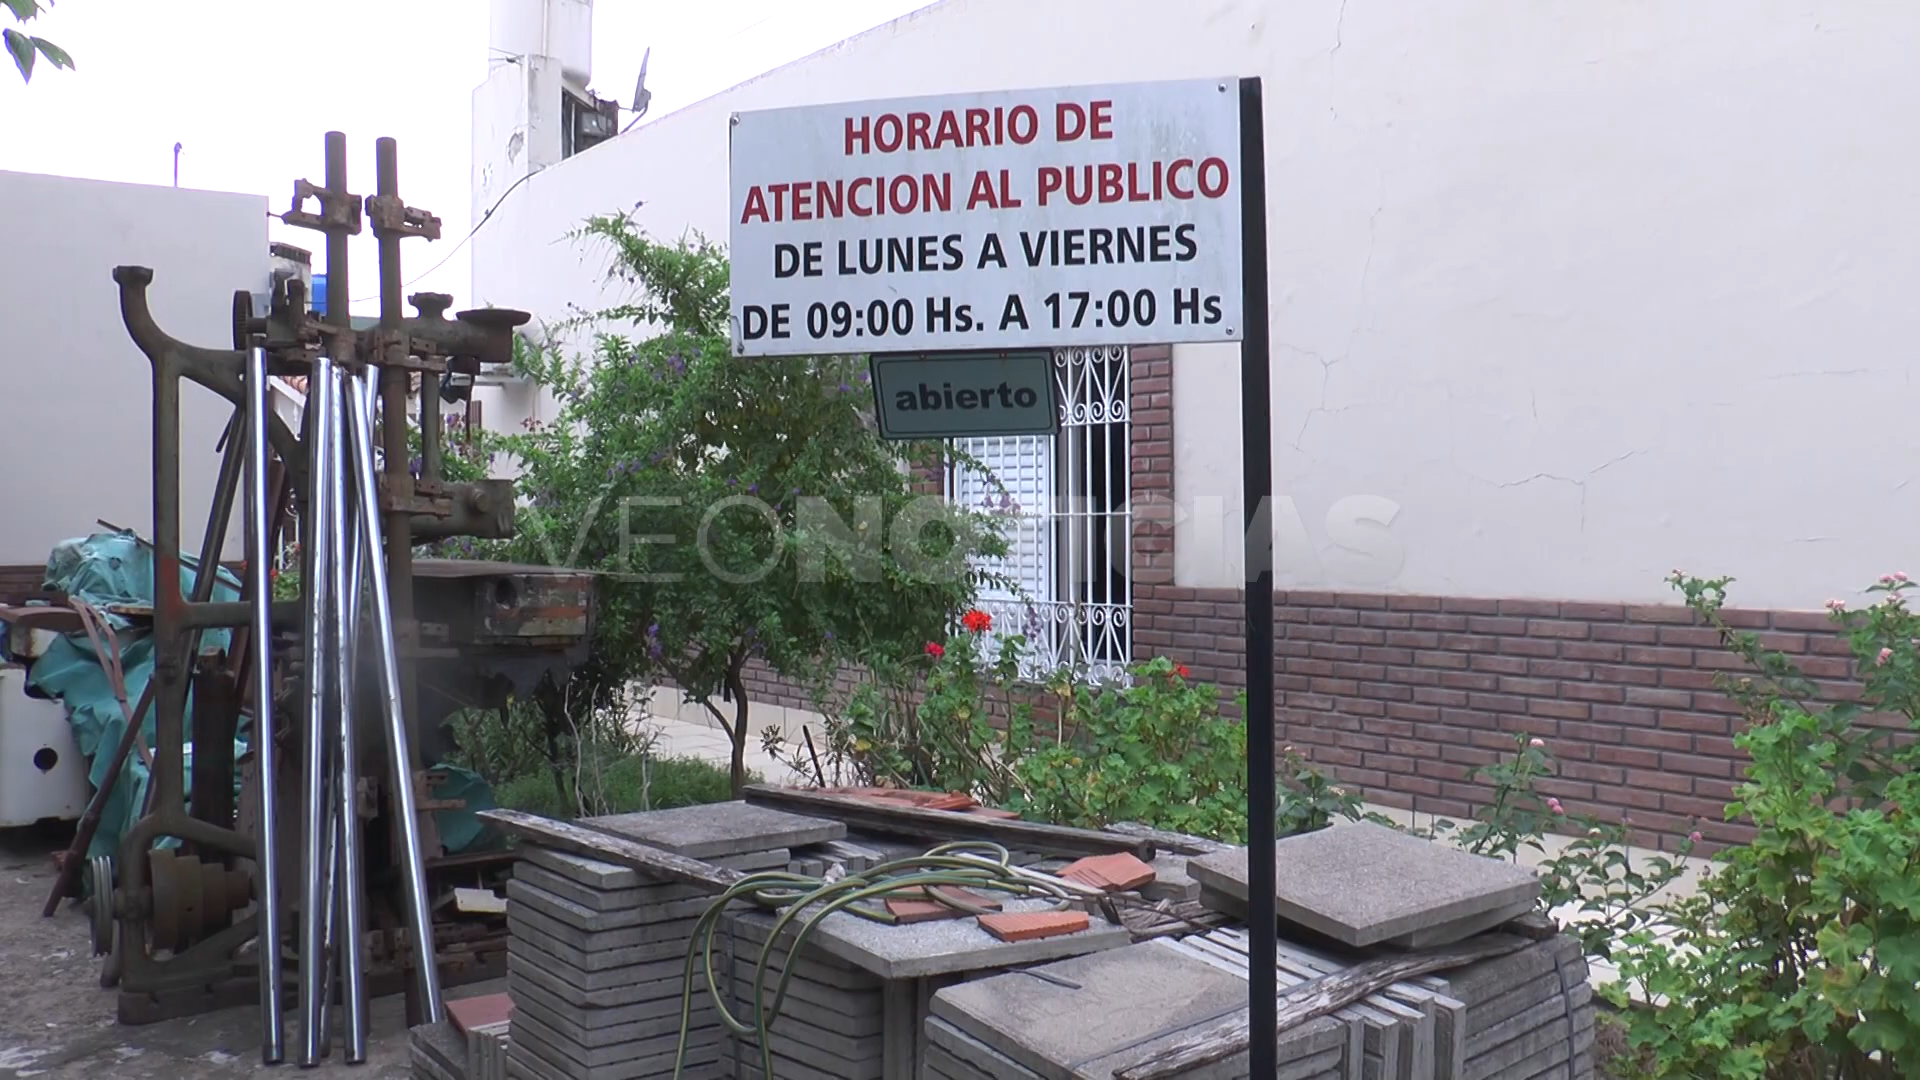 HORARIO DE
ATENCION AL PUBLICO
DE LUNES A VIERNES
DE 09:00 Hs. A 17:00 Hs
abierto
VEONOTICIAS